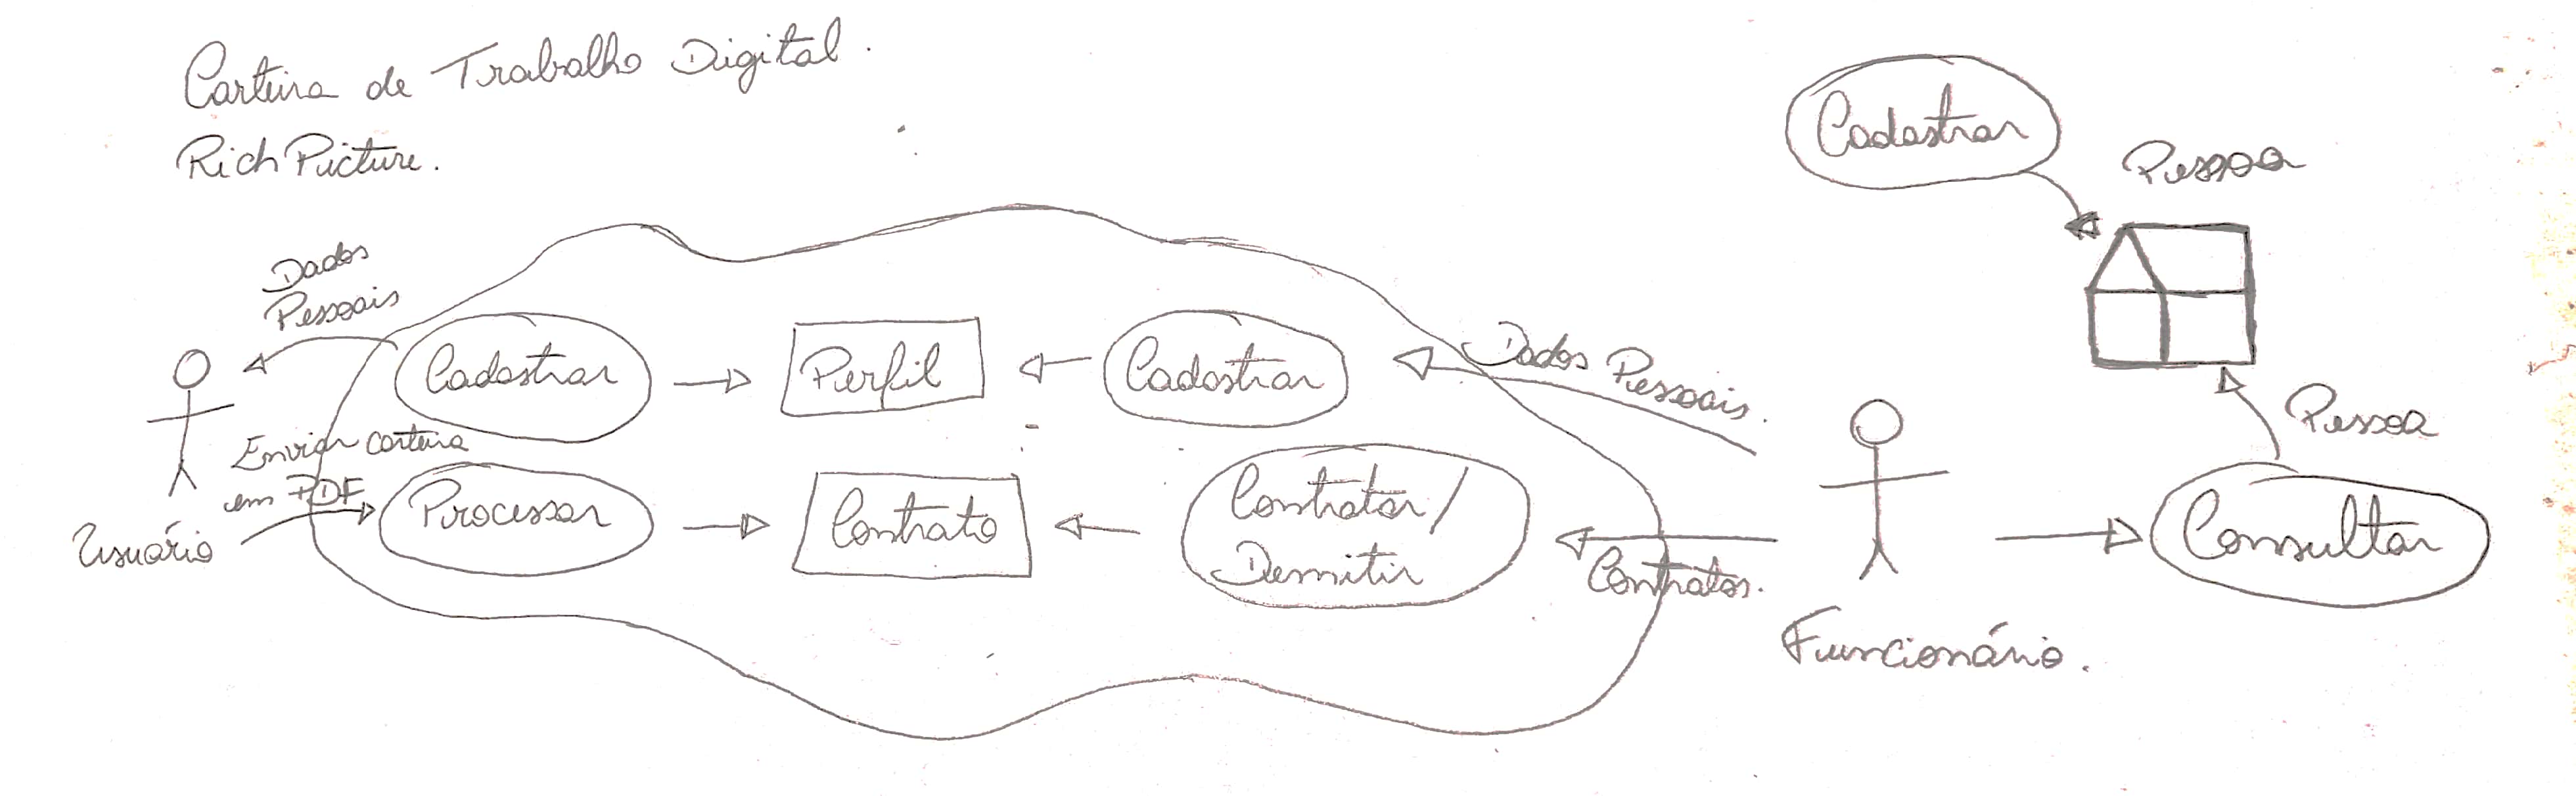 Carteira de Trabalho Digital.
Rich Picture.
Cadastrar
Pessoa
Dados
Pessoais
Cadastrar
Perfil
Cadastrar
Dados Pessoais.
Enviar carteira
em PDF
Usuário
Processar
Contrato
Contratar/
Demitir
Contratos.
Funcionário.
Consultar
Pessoa